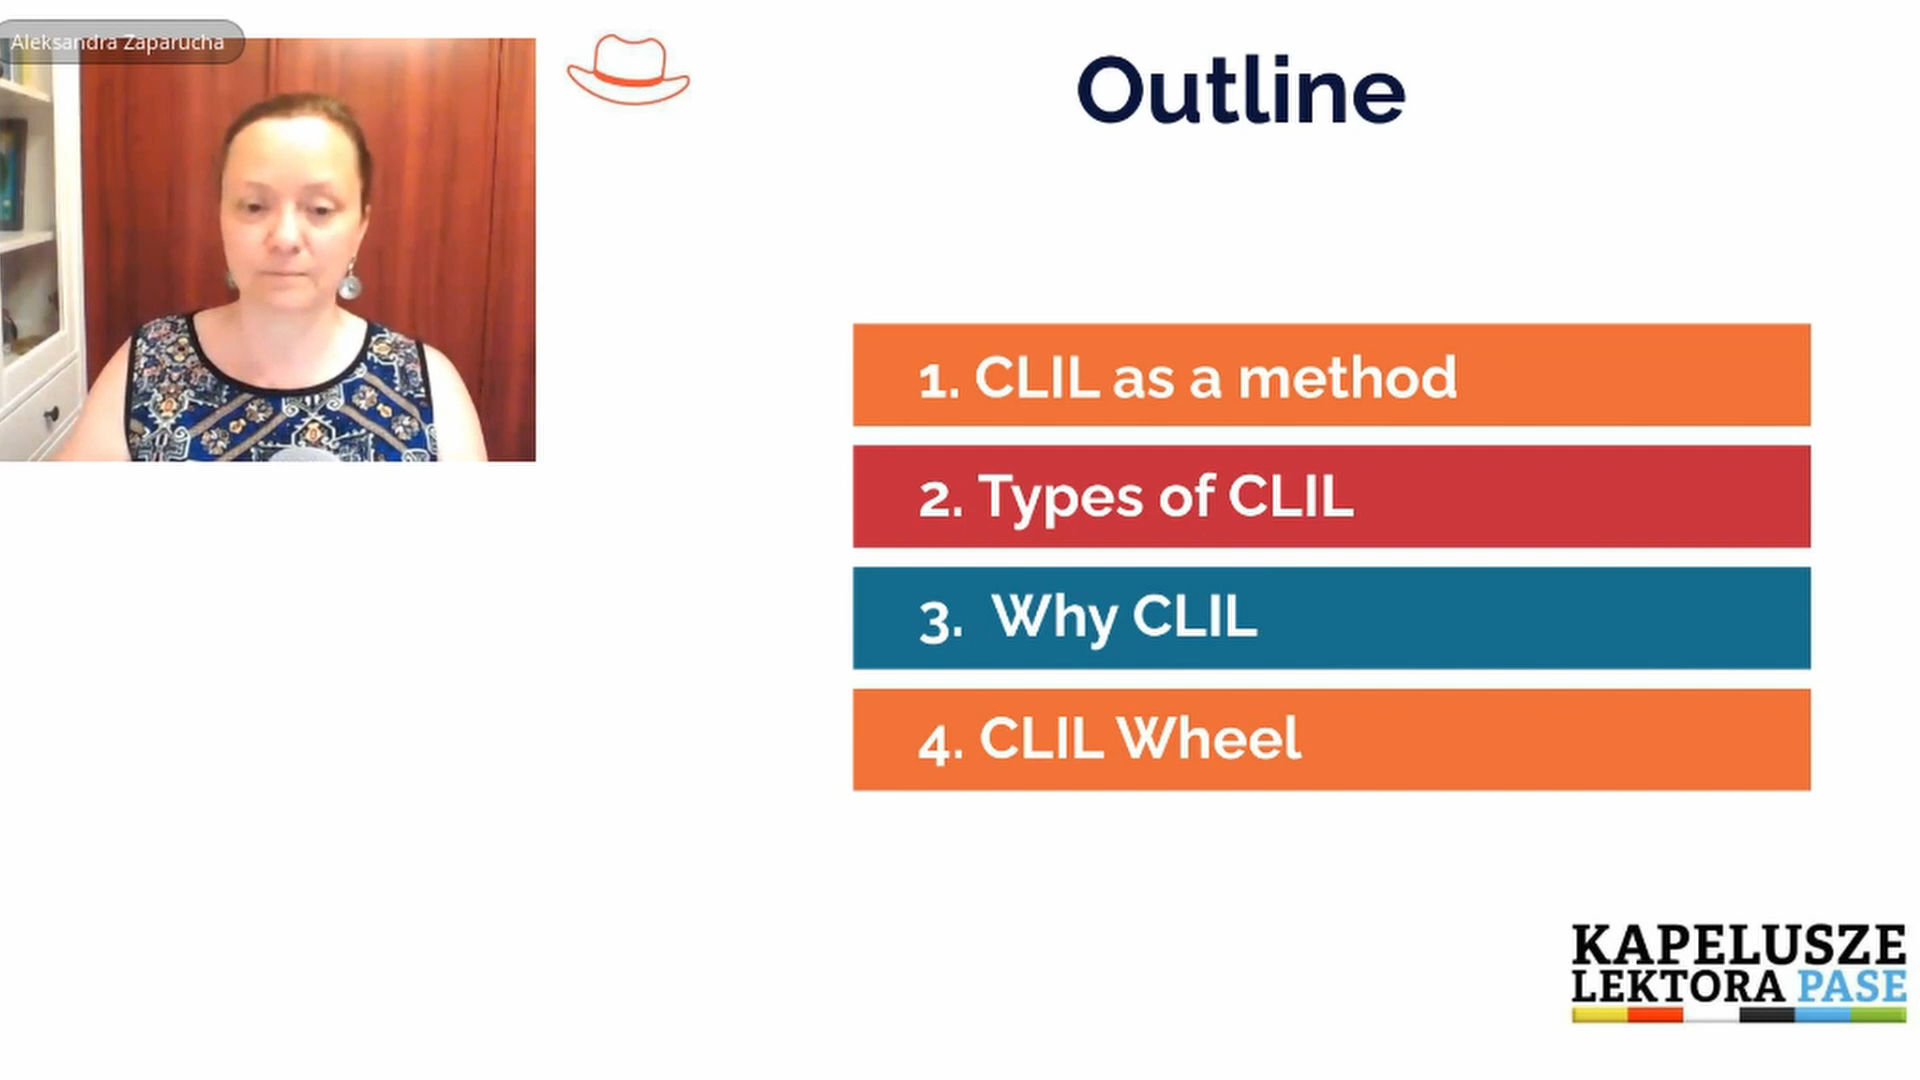 Aleksandra Zaparucha
Outline
1. CLIL as a method
2. Types of CLIL
3. Why CLIL
4. CLIL Wheel
KAPELUSZE
LEKTORA PASE